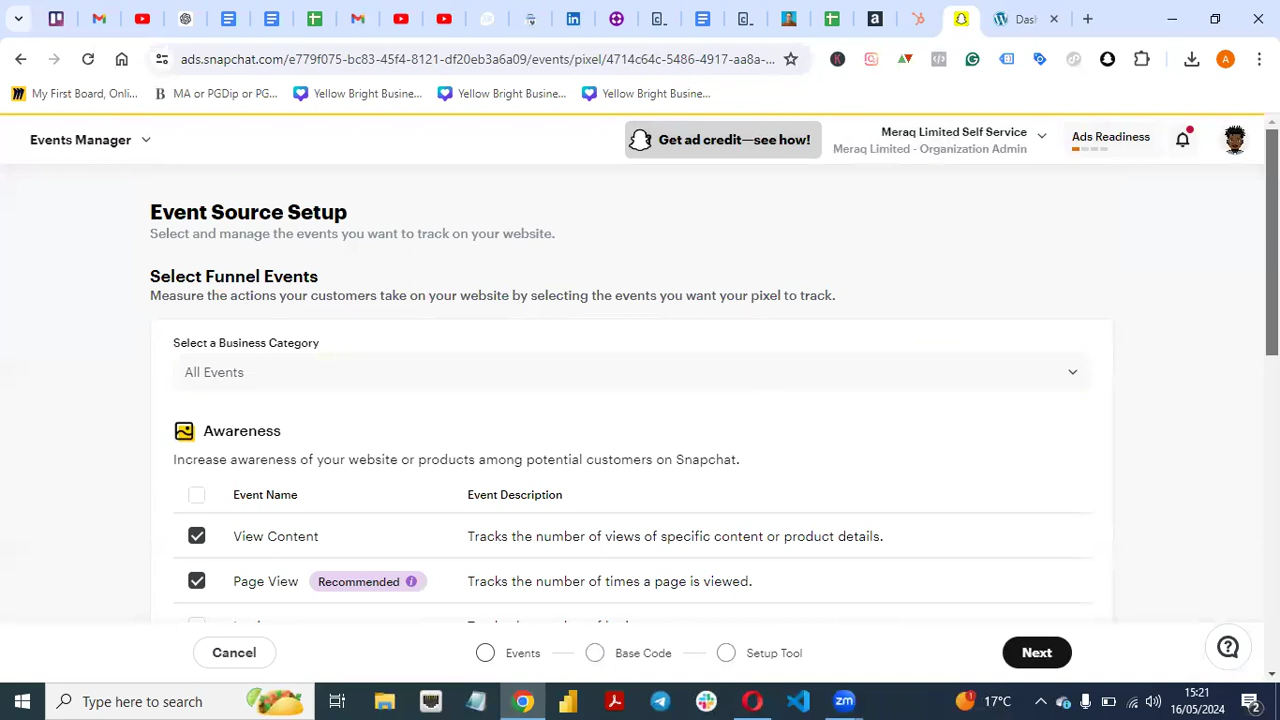 Dash
ads.snapchat.com/e779f075-bc83-45f4-8121-df20eb3a6a09/events/pixel/4714c64c-5486-4917-aa8a-...
A
My First Board, Onli...
B MA or PGDip or PG...
Yellow Bright Busine...
Yellow Bright Busine...
Yellow Bright Busine...
Events Manager
Get ad credit—see how!
Meraq Limited Self Service
Meraq Limited - Organization Admin
Ads Readiness
Event Source Setup
Select and manage the events you want to track on your website.
Select Funnel Events
Measure the actions your customers take on your website by selecting the events you want your pixel to track.
Select a Business Category
All Events
Awareness
Increase awareness of your website or products among potential customers on Snapchat.
Event Name Event Description
View Content Tracks the number of views of specific content or product details.
Page View Recommended Tracks the number of times a page is viewed.
Cancel
Events
Base Code
Setup Tool
Next
Type here to search
1
17°C
15:21
16/05/2024
2